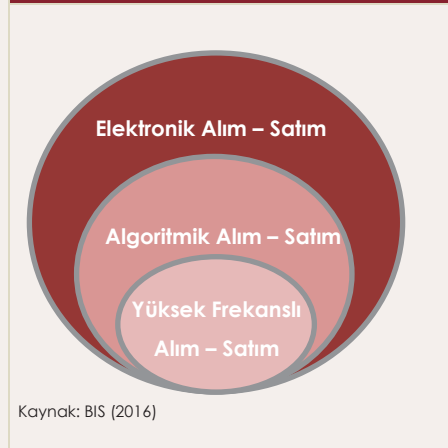 Elektronik Alım – Satım
Algoritmik Alım – Satım
Yüksek Frekanslı
Alım – Satım
Kaynak: BIS (2016)